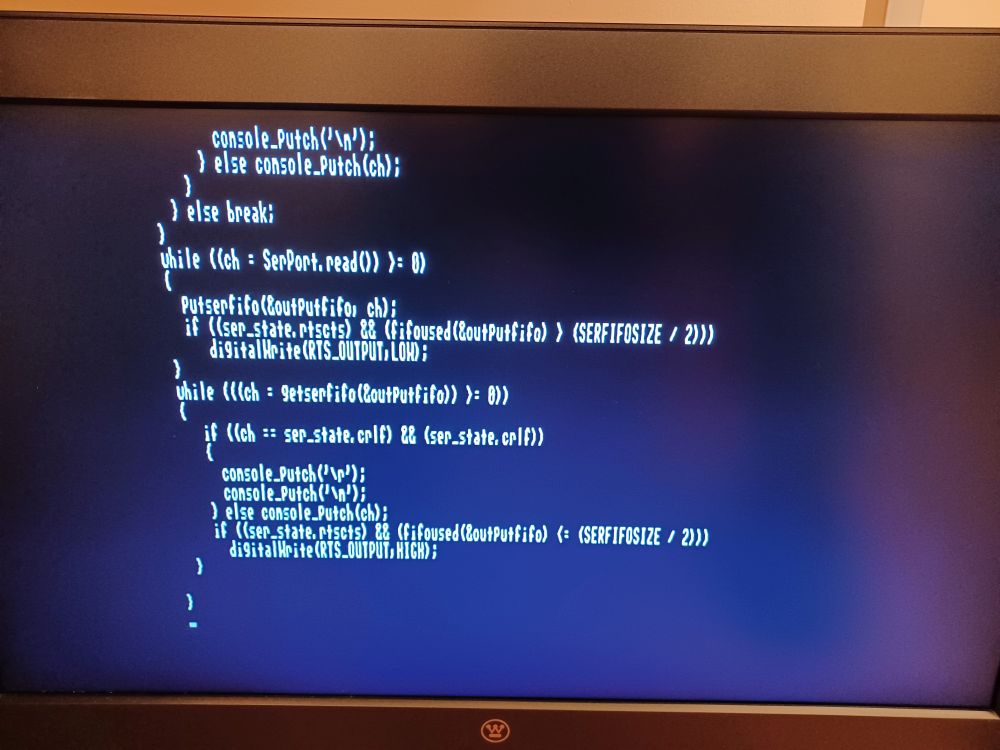 console_Putch('\n');
} else console_Putch(ch);
}
} else break;
}
while ((ch = SerPort.read()) >= 0)
{
Putserfifo(&outPutfifo, ch);
if ((ser_state.rtscts) && (fifoused(&outPutfifo) > (SERFIFOSIZE / 2)))
digitalWrite(RTS_OUTPUT,LOW);
}
while (((ch = getserfifo(&outPutfifo)) >= 0))
{
if ((ch == ser_state.crlf) && (ser_state.crlf))
{
console_Putch('\r');
console_Putch('\n');
} else console_Putch(ch);
if ((ser_state.rtscts) && (fifoused(&outPutfifo) <= (SERFIFOSIZE / 2)))
digitalWrite(RTS_OUTPUT,HIGH);
}
}
W